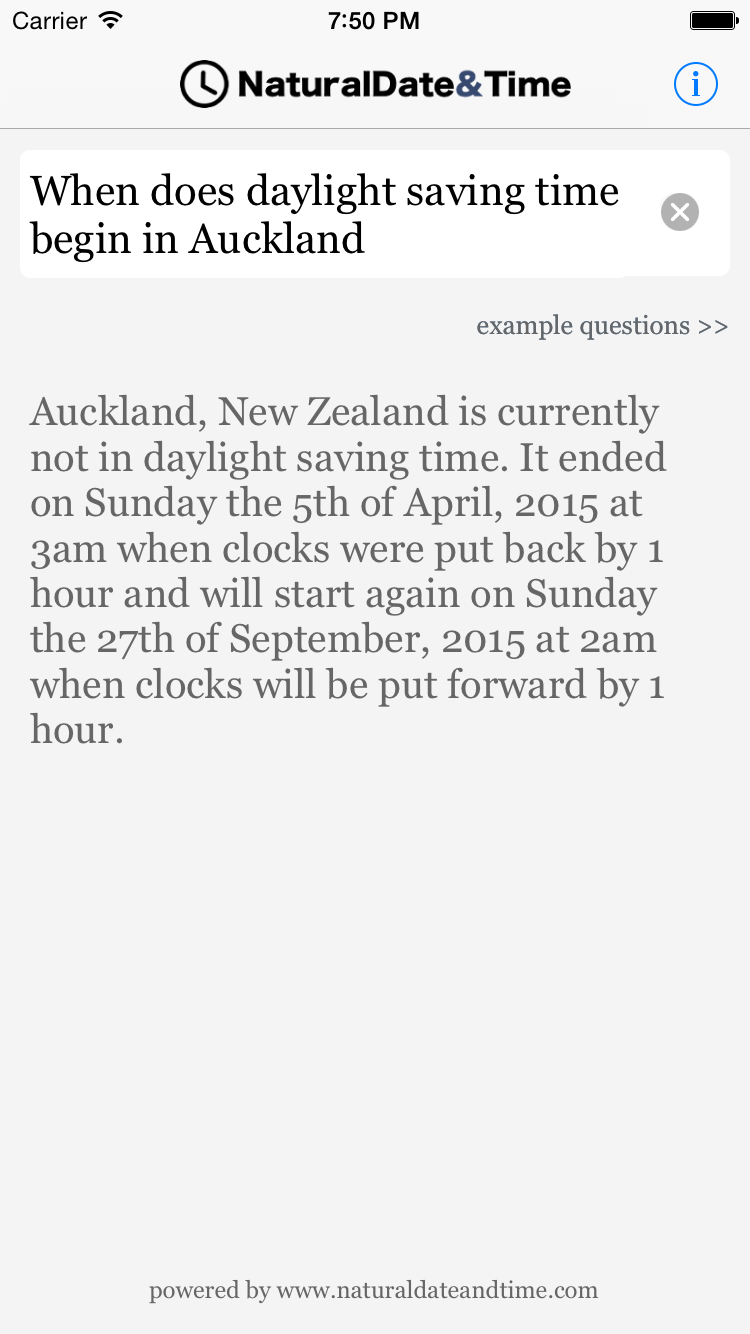 Carrier 7:50 PM
NaturalDate&Time
i
When does daylight saving time
begin in Auckland
example questions >>
Auckland, New Zealand is currently
not in daylight saving time. It ended
on Sunday the 5th of April, 2015 at
3am when clocks were put back by 1
hour and will start again on Sunday
the 27th of September, 2015 at 2am
when clocks will be put forward by 1
hour.
powered by www.naturaldateandtime.com